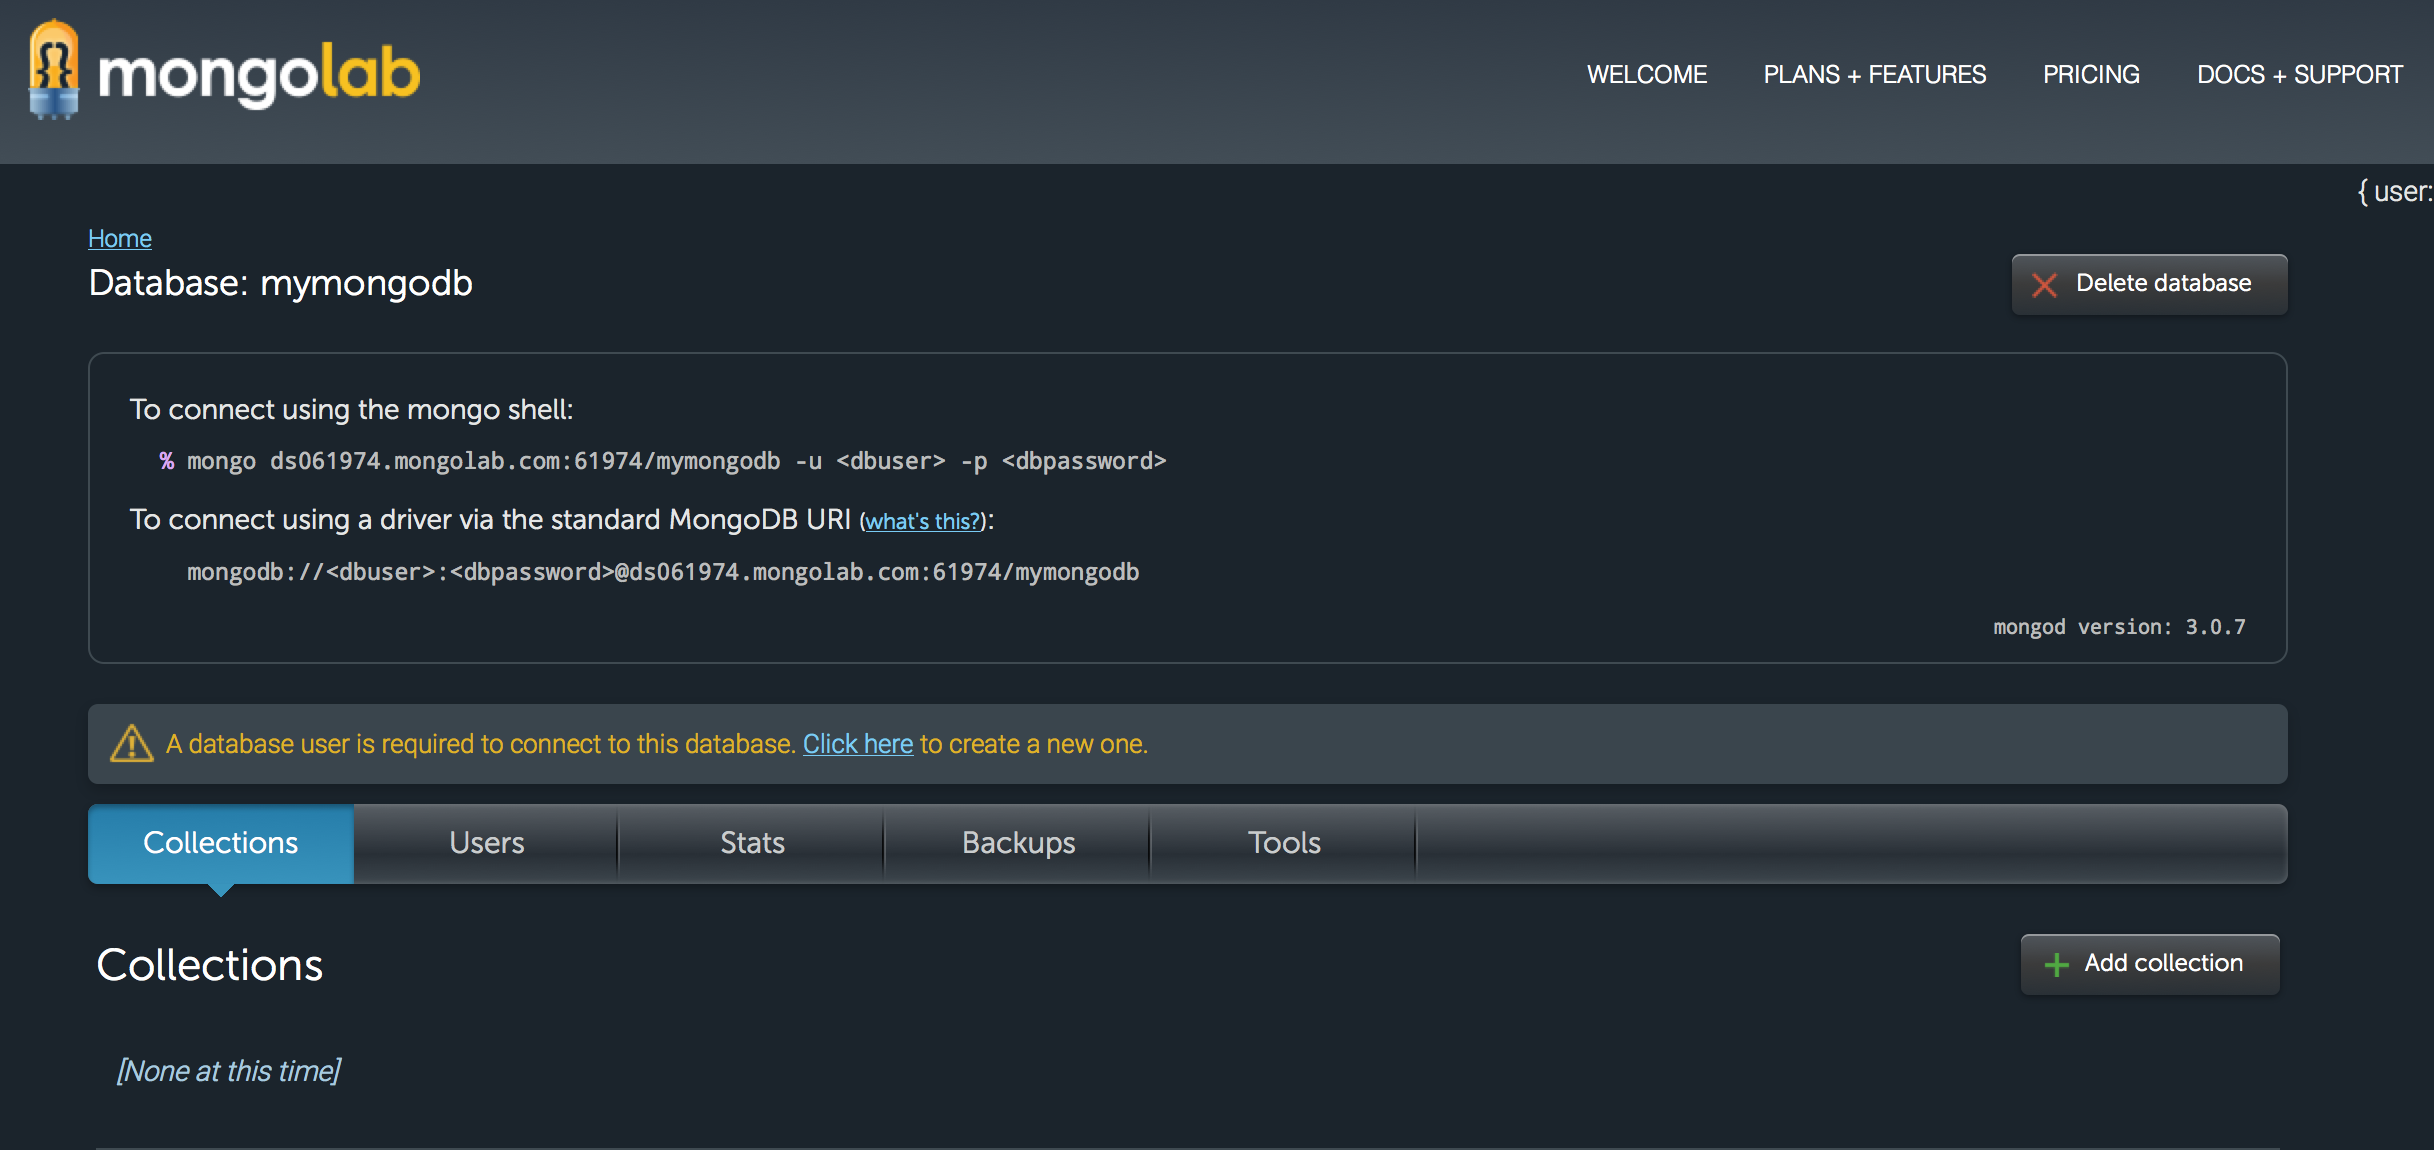 mongolab
WELCOME PLANS + FEATURES PRICING DOCS + SUPPORT
{ user:
Home
Database: mymongodb
Delete database
To connect using the mongo shell:
% mongo ds061974.mongolab.com:61974/mymongodb -u <dbuser> -p <dbpassword>
To connect using a driver via the standard MongoDB URI (what's this?):
mongodb://<dbuser>:<dbpassword>@ds061974.mongolab.com:61974/mymongodb
mongod version: 3.0.7
A database user is required to connect to this database. Click here to create a new one.
Collections Users Stats Backups Tools
Collections
Add collection
[None at this time]